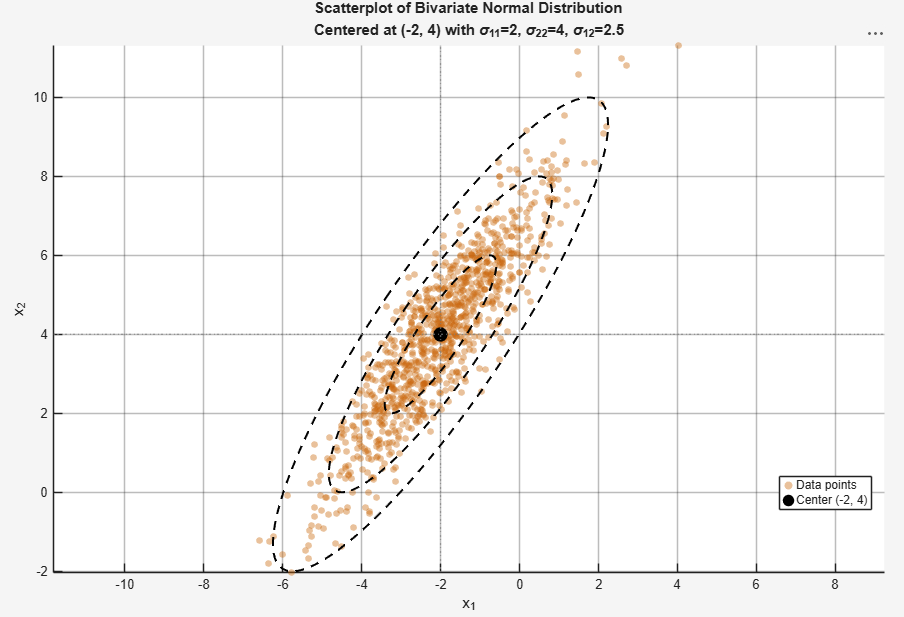 Scatterplot of Bivariate Normal Distribution
Centered at (-2, 4) with σ₁₁=2, σ₂₂=4, σ₁₂=2.5
...
10
8
6
4
2
0
-2
x₂
-10 -8 -6 -4 -2 0 2 4 6 8
x₁
Data points
Center (-2, 4)